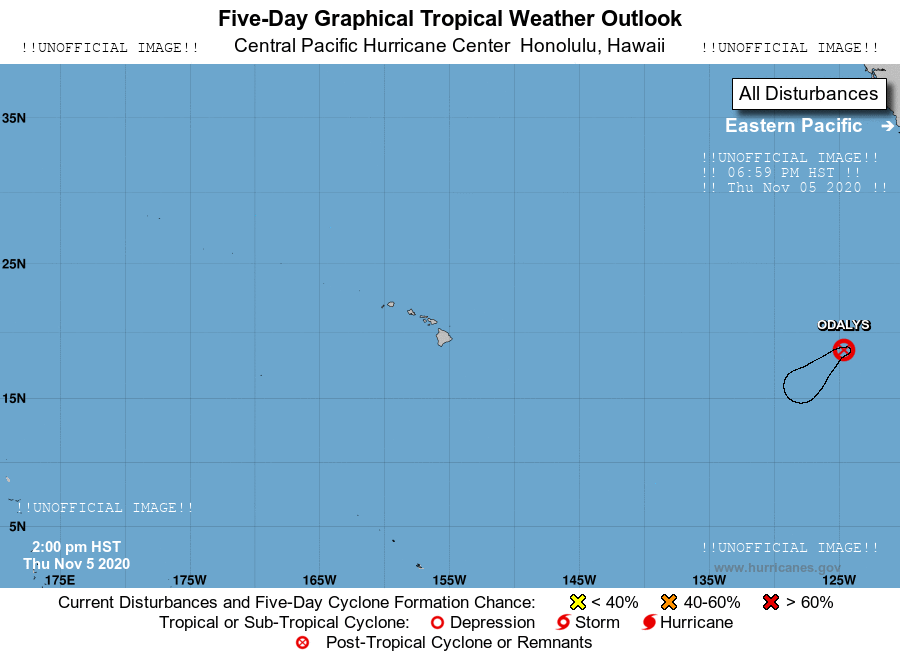 Five-Day Graphical Tropical Weather Outlook
!!UNOFFICIAL IMAGE!! Central Pacific Hurricane Center Honolulu, Hawaii !!UNOFFICIAL IMAGE!!
All Disturbances
35N
Eastern Pacific
!!UNOFFICIAL IMAGE!!
!! 06:59 PM HST !!
!! Thu Nov 05 2020 !!
25N
ODALYS
15N
!!UNOFFICIAL IMAGE!!
5N
2:00 pm HST
Thu Nov 5 2020
!!UNOFFICIAL IMAGE!!
www.hurricanes.gov
175E 175W 165W 155W 145W 135W 125W
Current Disturbances and Five-Day Cyclone Formation Chance: < 40% 40-60% > 60%
Tropical or Sub-Tropical Cyclone: Depression Storm Hurricane
Post-Tropical Cyclone or Remnants